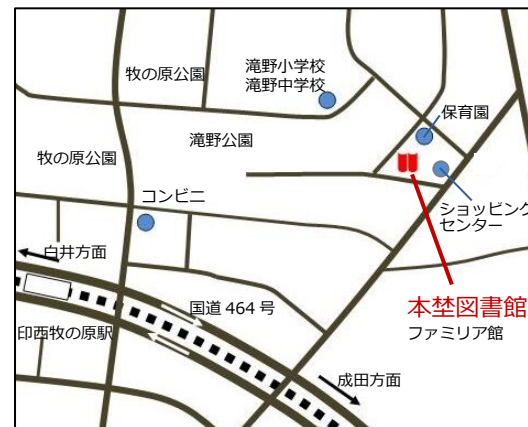 牧の原公園
滝野小学校
滝野中学校
保育園
滝野公園
牧の原公園
コンビニ
ショッピング
センター
白井方面
国道 464 号
本埜図書館
ファミリア館
印西牧の原駅
成田方面